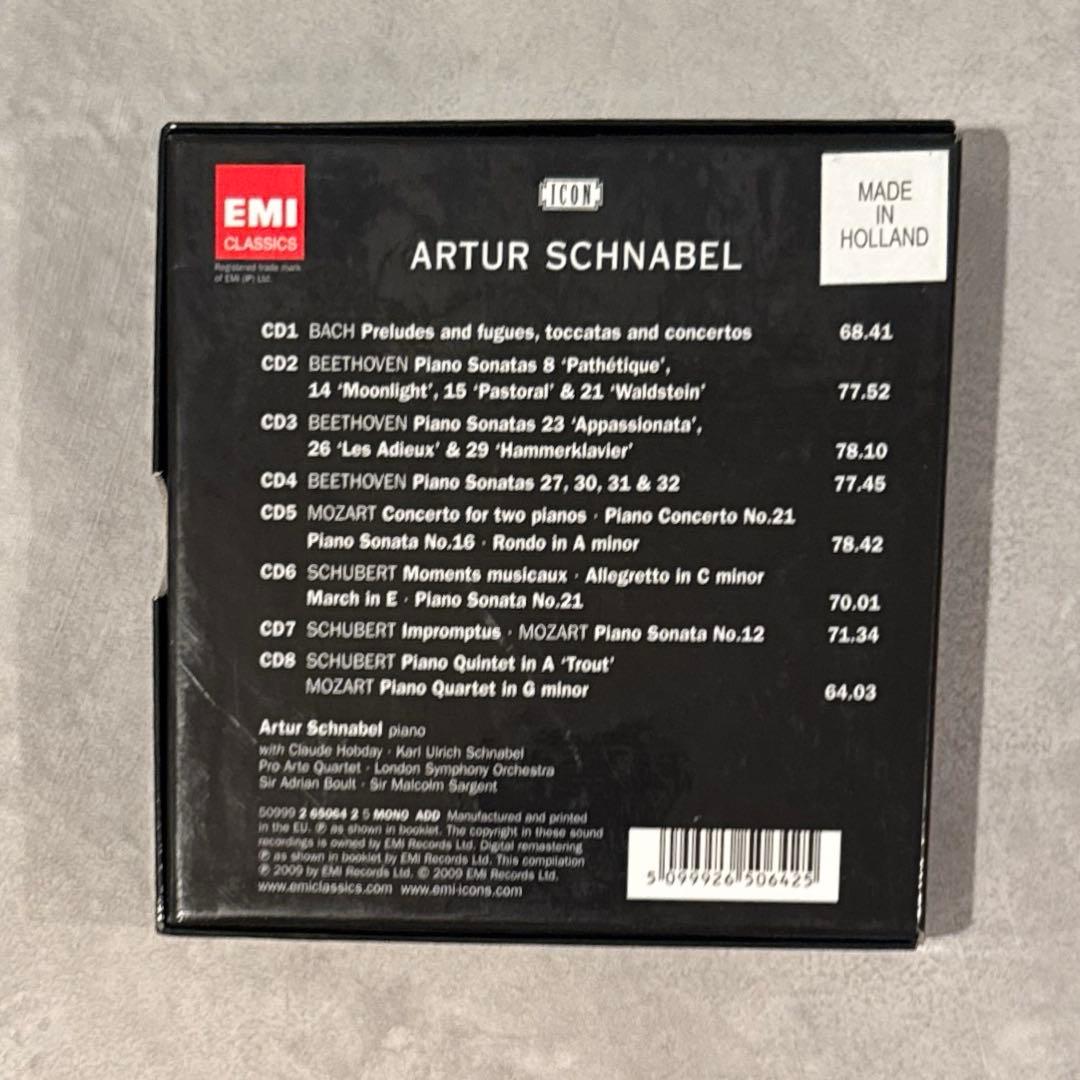 EMI
CLASSICS
Registered trade mark
of EMI (IP) Ltd.
ICON
ARTUR SCHNABEL
MADE
IN
HOLLAND
CD1 BACH Preludes and fugues, toccatas and concertos 68.41
CD2 BEETHOVEN Piano Sonatas 8 ‘Pathétique’,
14 ‘Moonlight’, 15 ‘Pastoral’ & 21 ‘Waldstein’ 77.52
CD3 BEETHOVEN Piano Sonatas 23 ‘Appassionata’,
26 ‘Les Adieux’ & 29 ‘Hammerklavier’ 78.10
CD4 BEETHOVEN Piano Sonatas 27, 30, 31 & 32 77.45
CD5 MOZART Concerto for two pianos · Piano Concerto No.21
Piano Sonata No.16 · Rondo in A minor 78.42
CD6 SCHUBERT Moments musicaux · Allegretto in C minor
March in E · Piano Sonata No.21 70.01
CD7 SCHUBERT Impromptus · MOZART Piano Sonata No.12 71.34
CD8 SCHUBERT Piano Quintet in A ‘Trout’
MOZART Piano Quartet in G minor 64.03
Artur Schnabel piano
with Claude Hobday · Karl Ulrich Schnabel
Pro Arte Quartet · London Symphony Orchestra
Sir Adrian Boult · Sir Malcolm Sargent
50999 2 65064 2 5 MONO ADD Manufactured and printed
in the EU. ℗ as shown in booklet. The copyright in these sound
recordings is owned by EMI Records Ltd. Digital remastering
℗ as shown in booklet by EMI Records Ltd. This compilation
℗ 2009 by EMI Records Ltd. © 2009 EMI Records Ltd.
www.emiclassics.com www.emi-icons.com
5 099926 506425